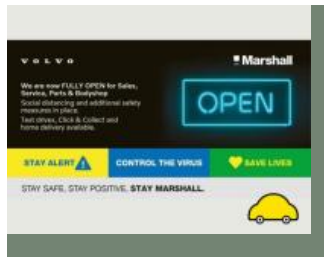 VOLVO
Marshall
We are now FULLY OPEN for Sales,
Service, Parts & Bodyshop
Social distancing and additional safety
measures in place.
Test drives, Click & Collect and
home delivery available.
OPEN
STAY ALERT
CONTROL THE VIRUS
SAVE LIVES
STAY SAFE, STAY POSITIVE, STAY MARSHALL.